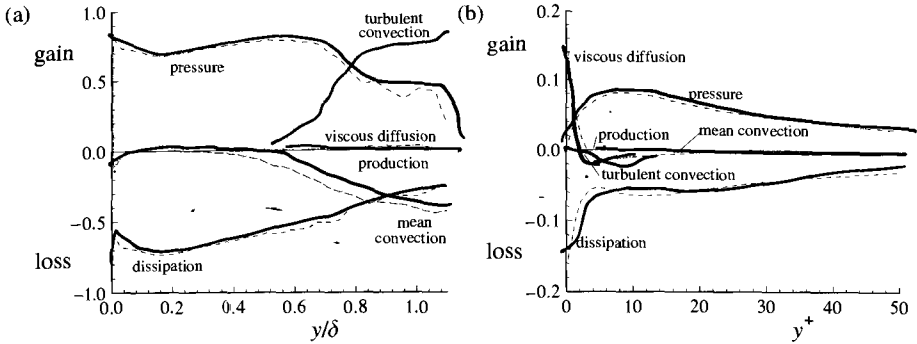 (a)
gain
loss
1.0
0.5
0.0
−0.5
−1.0
turbulent
convection
pressure
viscous diffusion
production
mean
convection
dissipation
0.0
0.2
0.4
0.6
0.8
1.0
y/δ
(b)
gain
loss
0.2
0.1
0.0
−0.1
−0.2
viscous diffusion
pressure
production
mean convection
turbulent convection
dissipation
0
10
20
30
40
50
y+